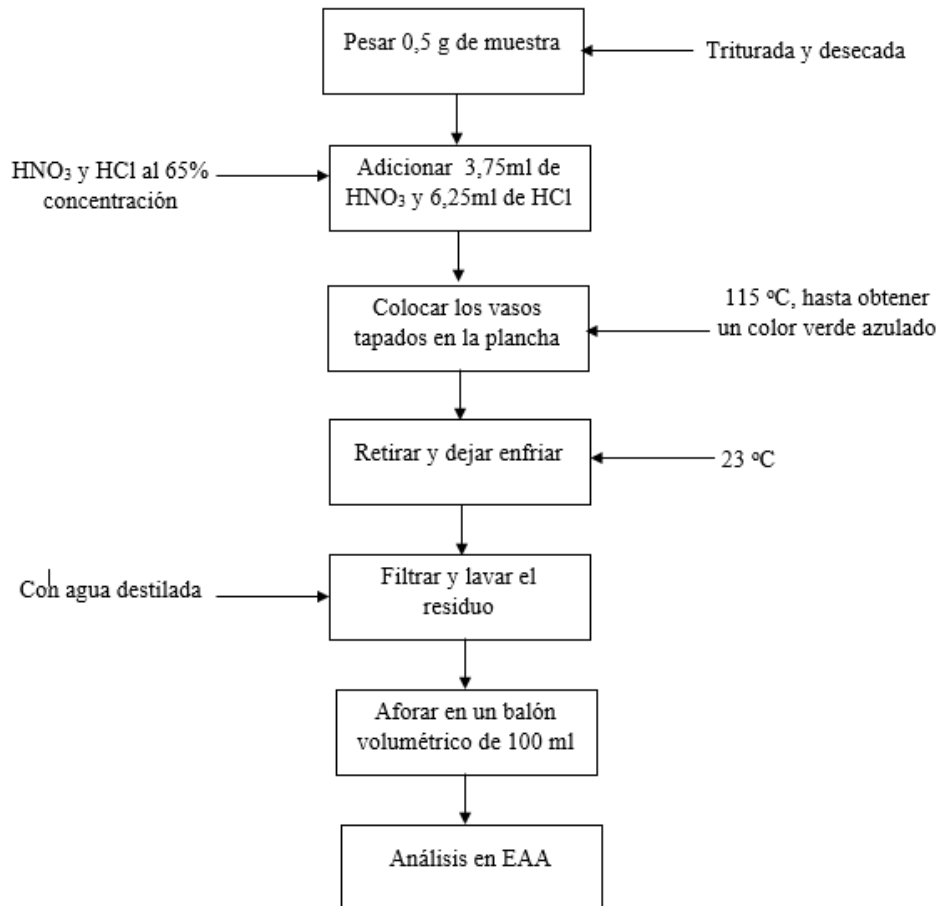 Pesar 0,5 g de muestra
Triturada y desecada
HNO₃ y HCl al 65%
concentración
Adicionar 3,75ml de
HNO₃ y 6,25ml de HCl
Colocar los vasos
tapados en la plancha
115 ºC, hasta obtener
un color verde azulado
Retirar y dejar enfriar
23 ºC
Con agua destilada
Filtrar y lavar el
residuo
Aforar en un balón
volumétrico de 100 ml
Análisis en EAA